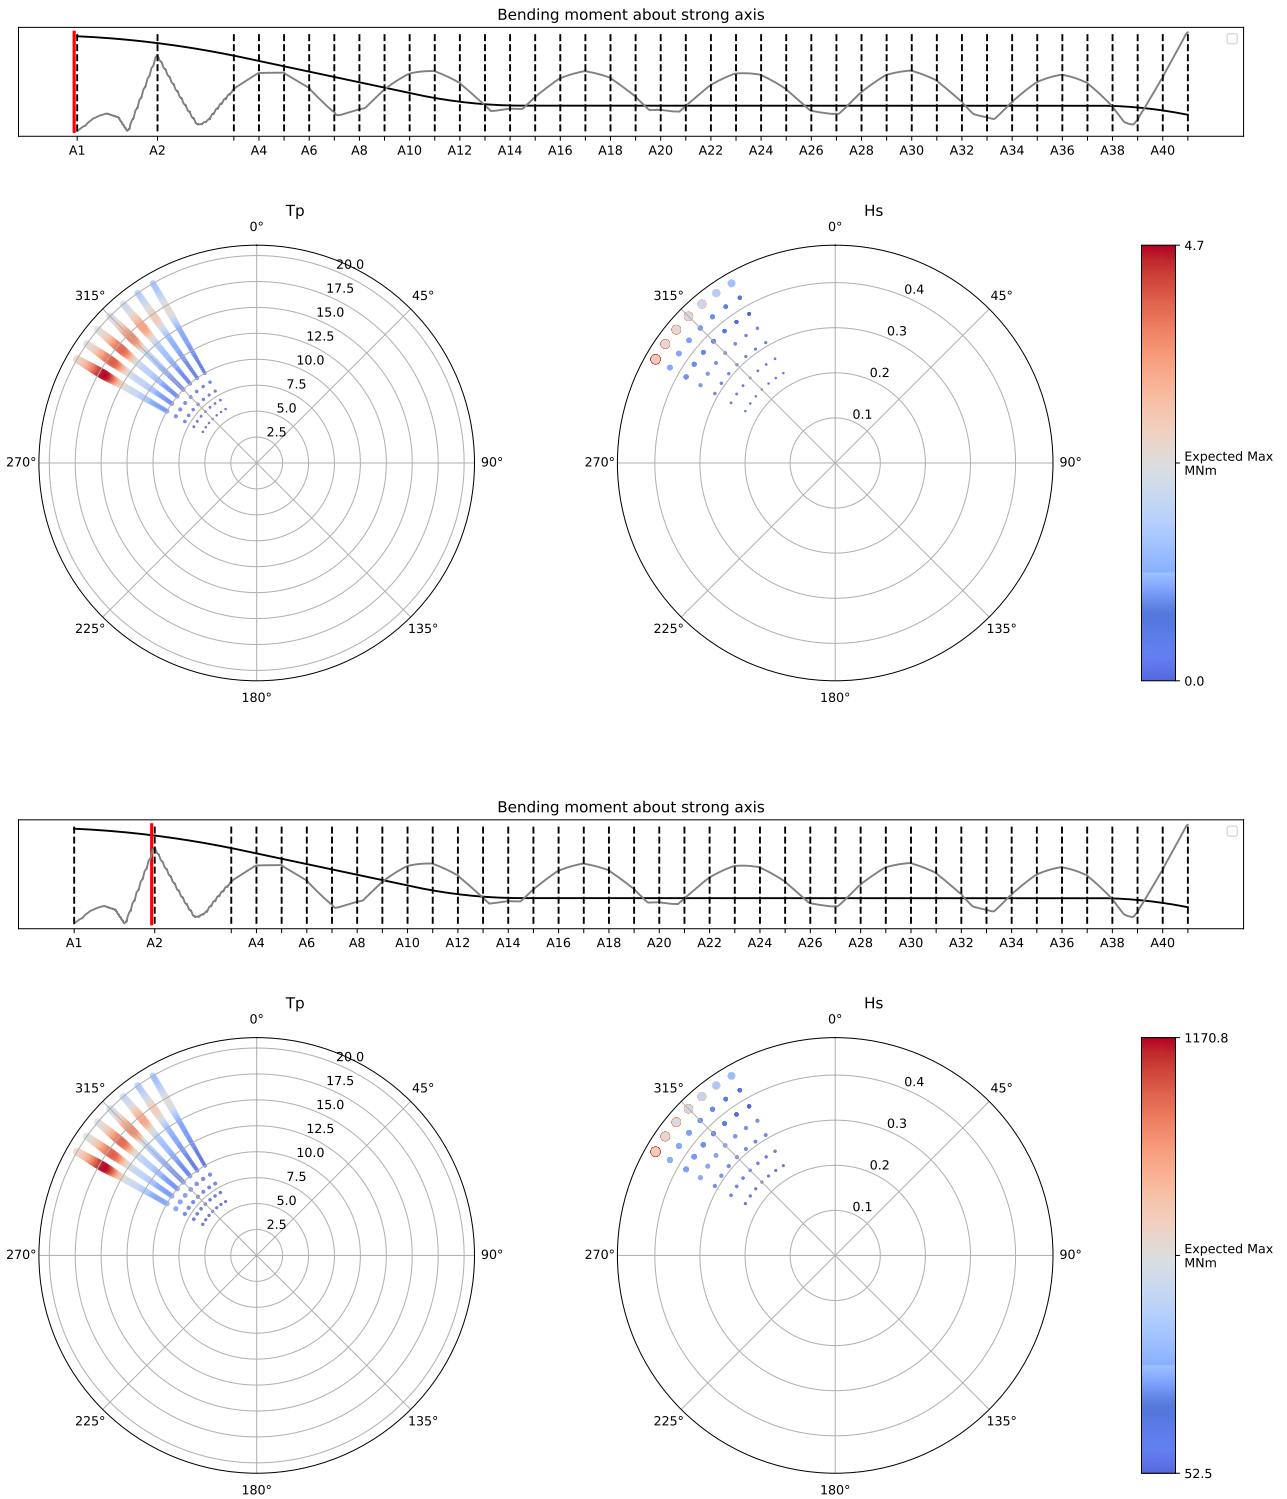 Bending moment about strong axis
A1 A2 A4 A6 A8 A10 A12 A14 A16 A18 A20 A22 A24 A26 A28 A30 A32 A34 A36 A38 A40
Tp Hs
0° 0°
4.7
315° 20.0 45° 315° 0.4 45°
17.5
15.0
12.5 0.3
10.0
7.5 0.2
5.0 0.1
2.5
270° 90° 270° 90° Expected Max
MNm
225° 135° 225° 135°
0.0
180° 180°
Bending moment about strong axis
A1 A2 A4 A6 A8 A10 A12 A14 A16 A18 A20 A22 A24 A26 A28 A30 A32 A34 A36 A38 A40
Tp Hs
0° 0°
1170.8
315° 20.0 45° 315° 0.4 45°
17.5
15.0
12.5 0.3
10.0
7.5 0.2
5.0 0.1
2.5
270° 90° 270° 90° Expected Max
MNm
225° 135° 225° 135°
52.5
180° 180°